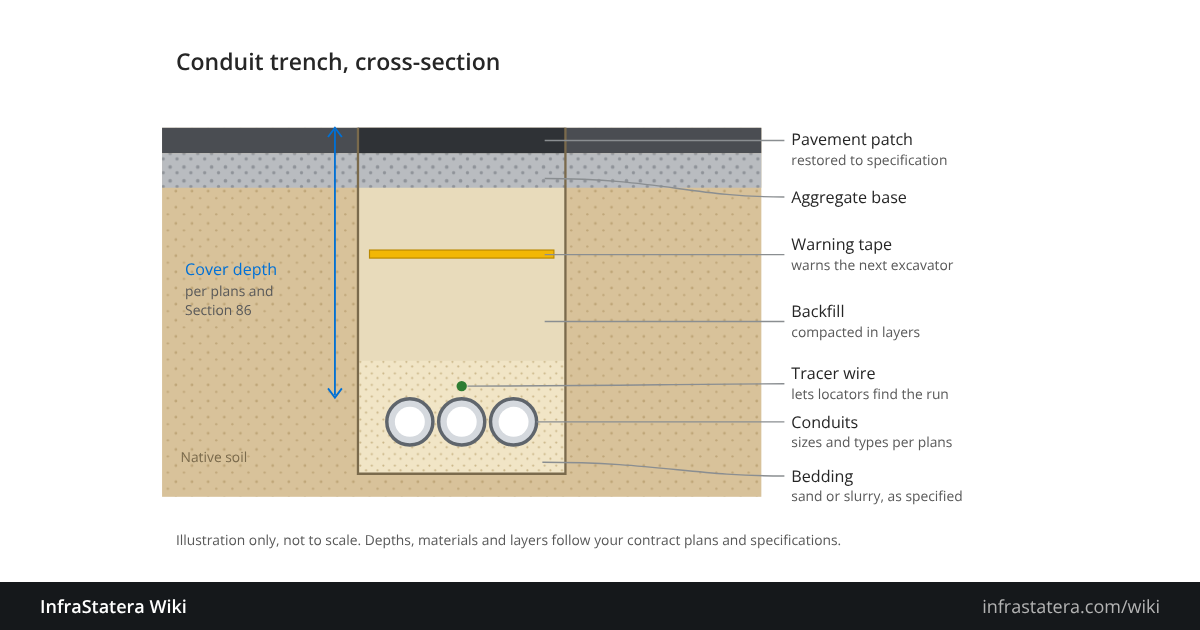 Conduit trench, cross-section
Pavement patch
restored to specification
Aggregate base
Warning tape
warns the next excavator
Cover depth
per plans and
Section 86
Backfill
compacted in layers
Tracer wire
lets locators find the run
Conduits
sizes and types per plans
Native soil
Bedding
sand or slurry, as specified
Illustration only, not to scale. Depths, materials and layers follow your contract plans and specifications.
InfraStatera Wiki
infrastatera.com/wiki